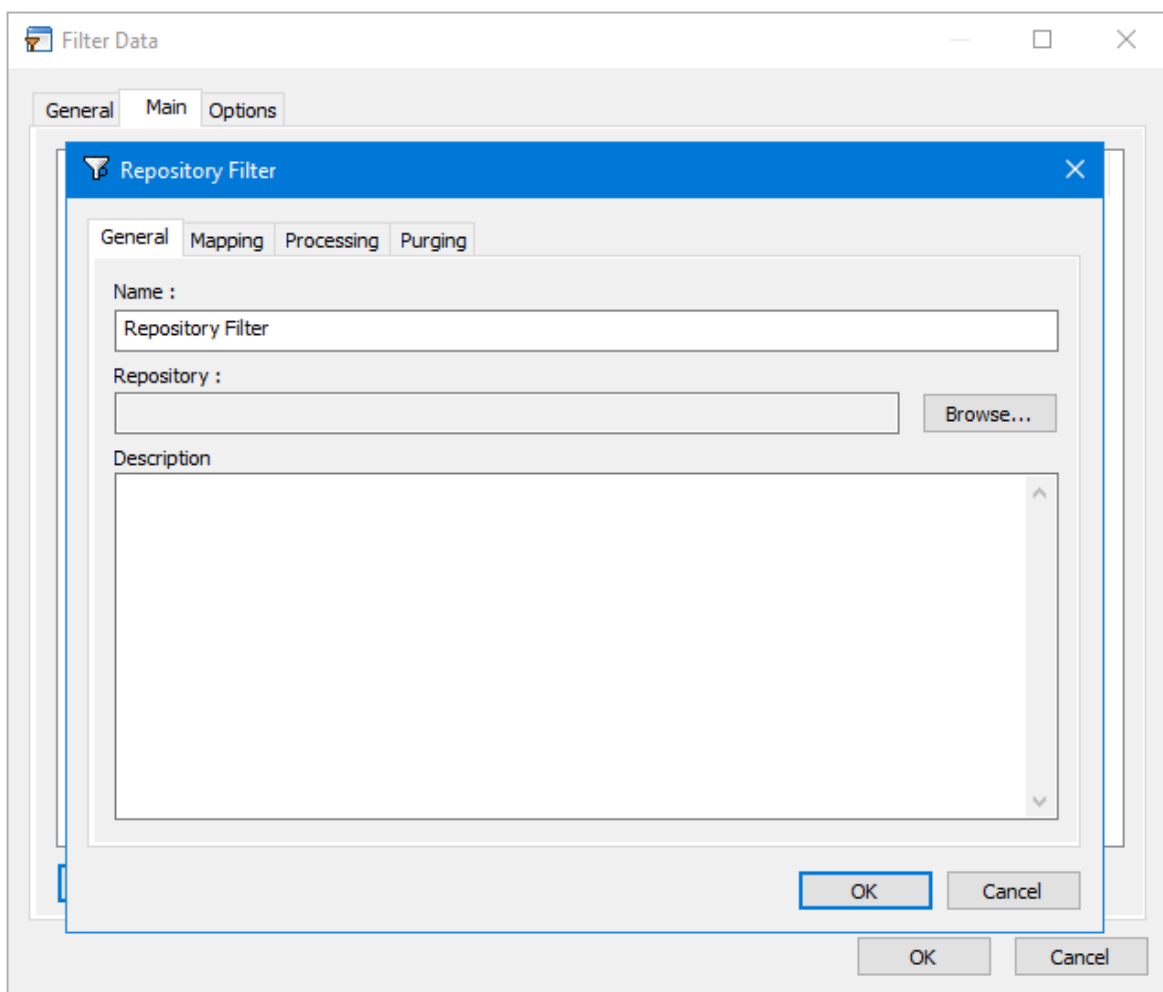 Filter Data
General Main Options
Repository Filter
General Mapping Processing Purging
Name :
Repository Filter
Repository :
Browse...
Description
OK Cancel
OK Cancel